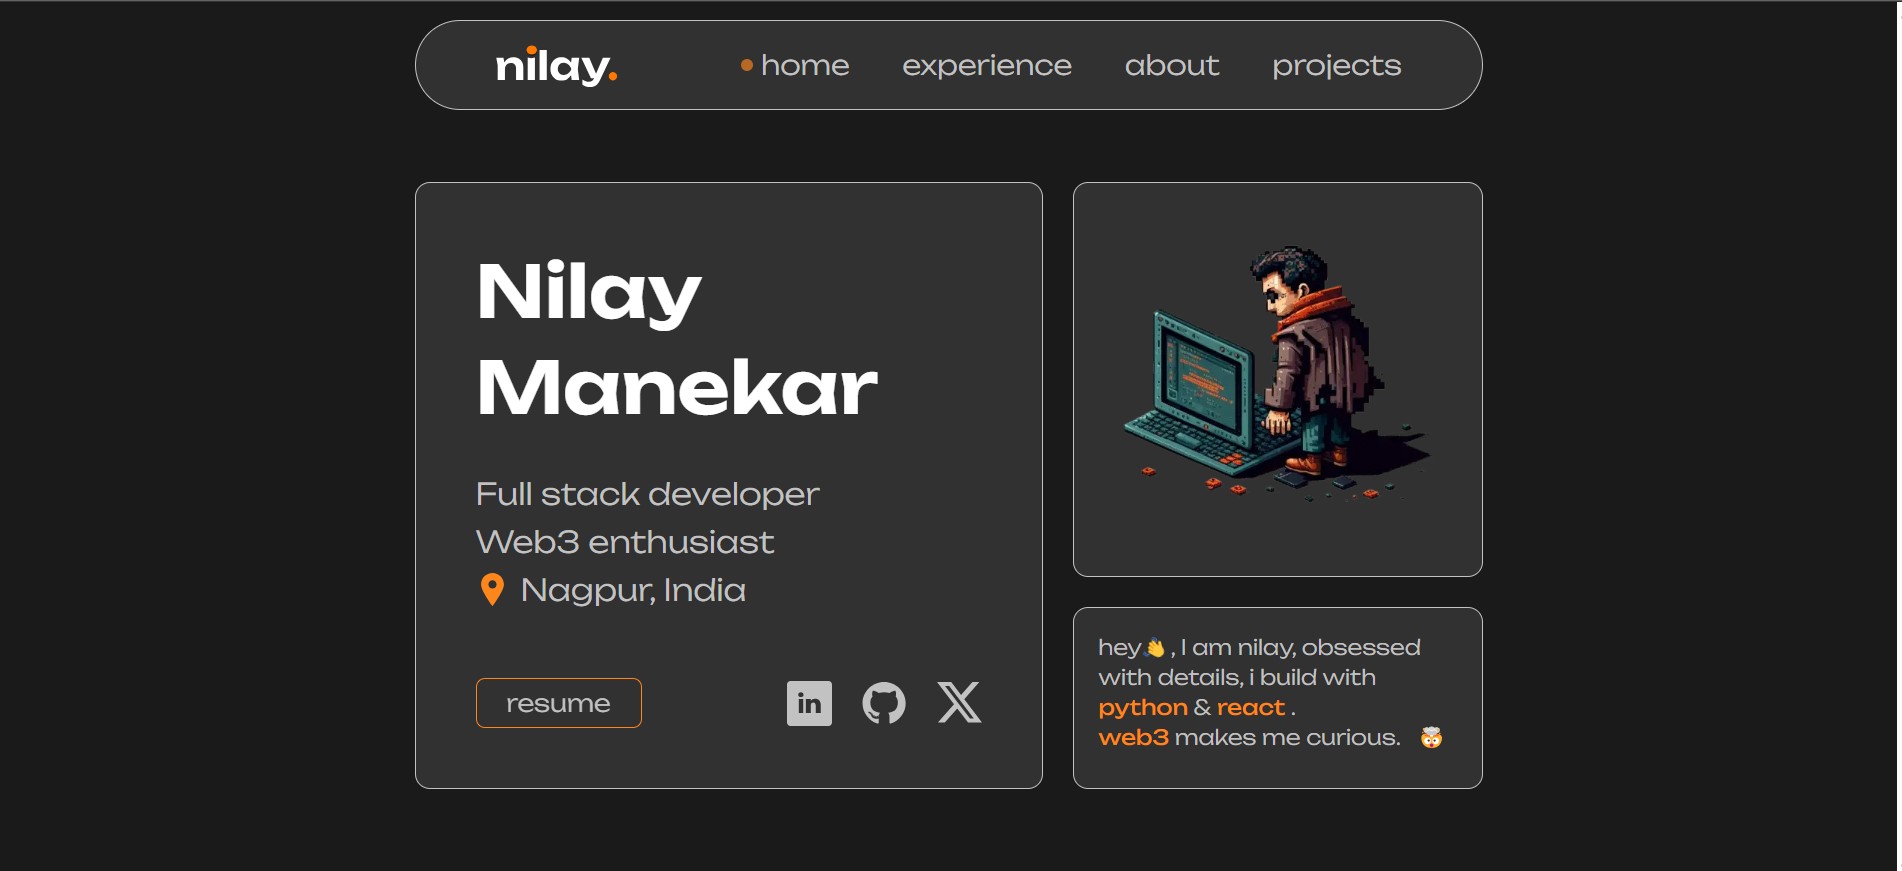 nilay.
home experience about projects
Nilay
Manekar
Full stack developer
Web3 enthusiast
Nagpur, India
resume
in
hey👋 , I am nilay, obsessed
with details, i build with
python & react .
web3 makes me curious. 🤯